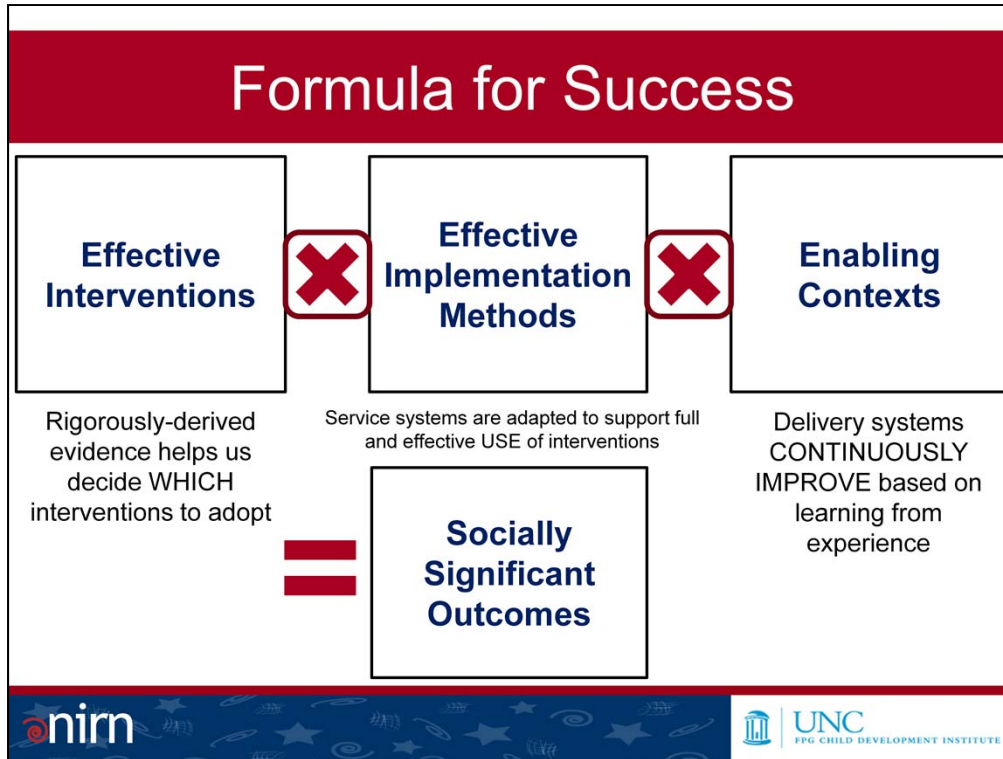 Formula for Success
Effective
Interventions
Effective
Implementation
Methods
Enabling
Contexts
Rigorously-derived
evidence helps us
decide WHICH
interventions to adopt
Service systems are adapted to support full
and effective USE of interventions
Delivery systems
CONTINUOUSLY
IMPROVE based on
learning from
experience
=
Socially
Significant
Outcomes
nirn
UNC
FPG CHILD DEVELOPMENT INSTITUTE